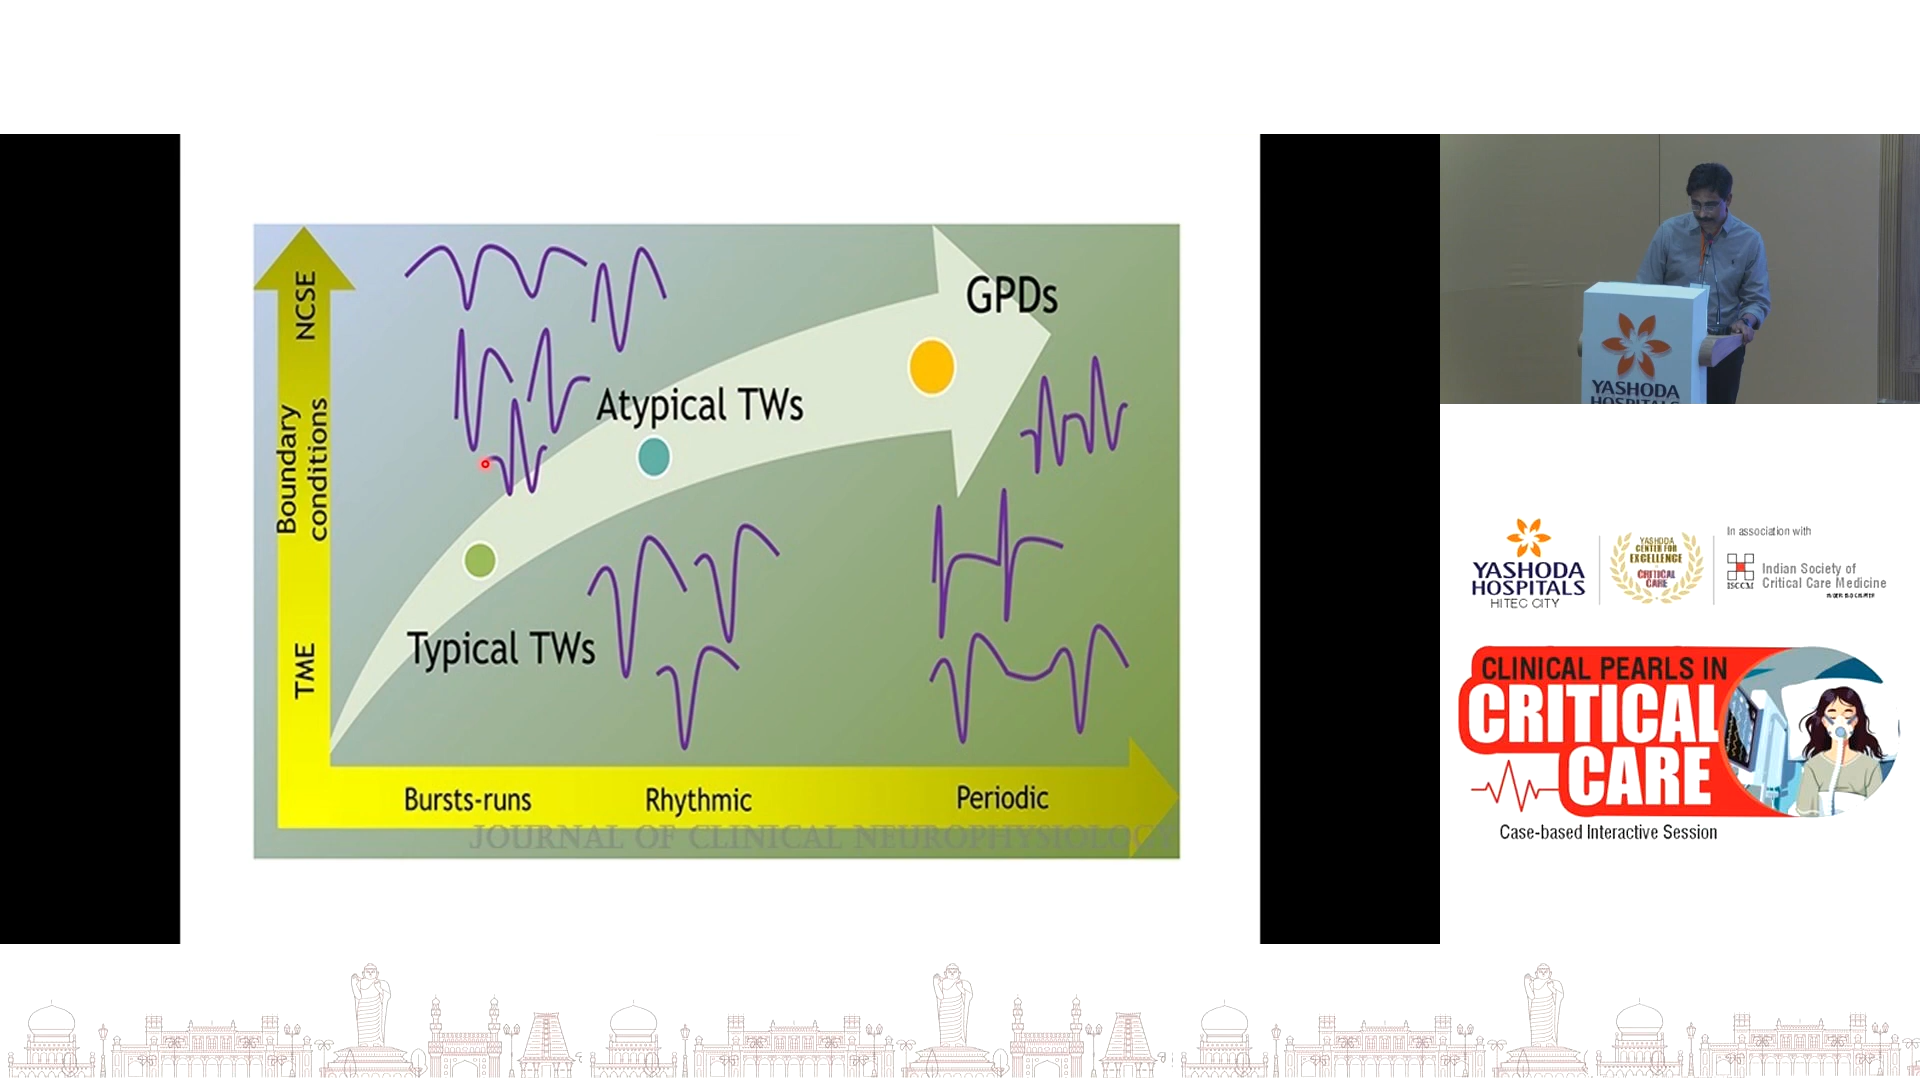 NCSE
Boundary
conditions
TME
GPDs
Atypical TWs
Typical TWs
Bursts-runs
Rhythmic
Periodic
JOURNAL OF CLINICAL NEUROPHYSIOLOGY
YASHODA
HOSPITALS
YASHODA
HOSPITALS
HITEC CITY
YASHODA
CENTER FOR
EXCELLENCE
CRITICAL
CARE
In association with
ISCCM
Indian Society of
Critical Care Medicine
CLINICAL PEARLS IN
CRITICAL
CARE
Case-based Interactive Session